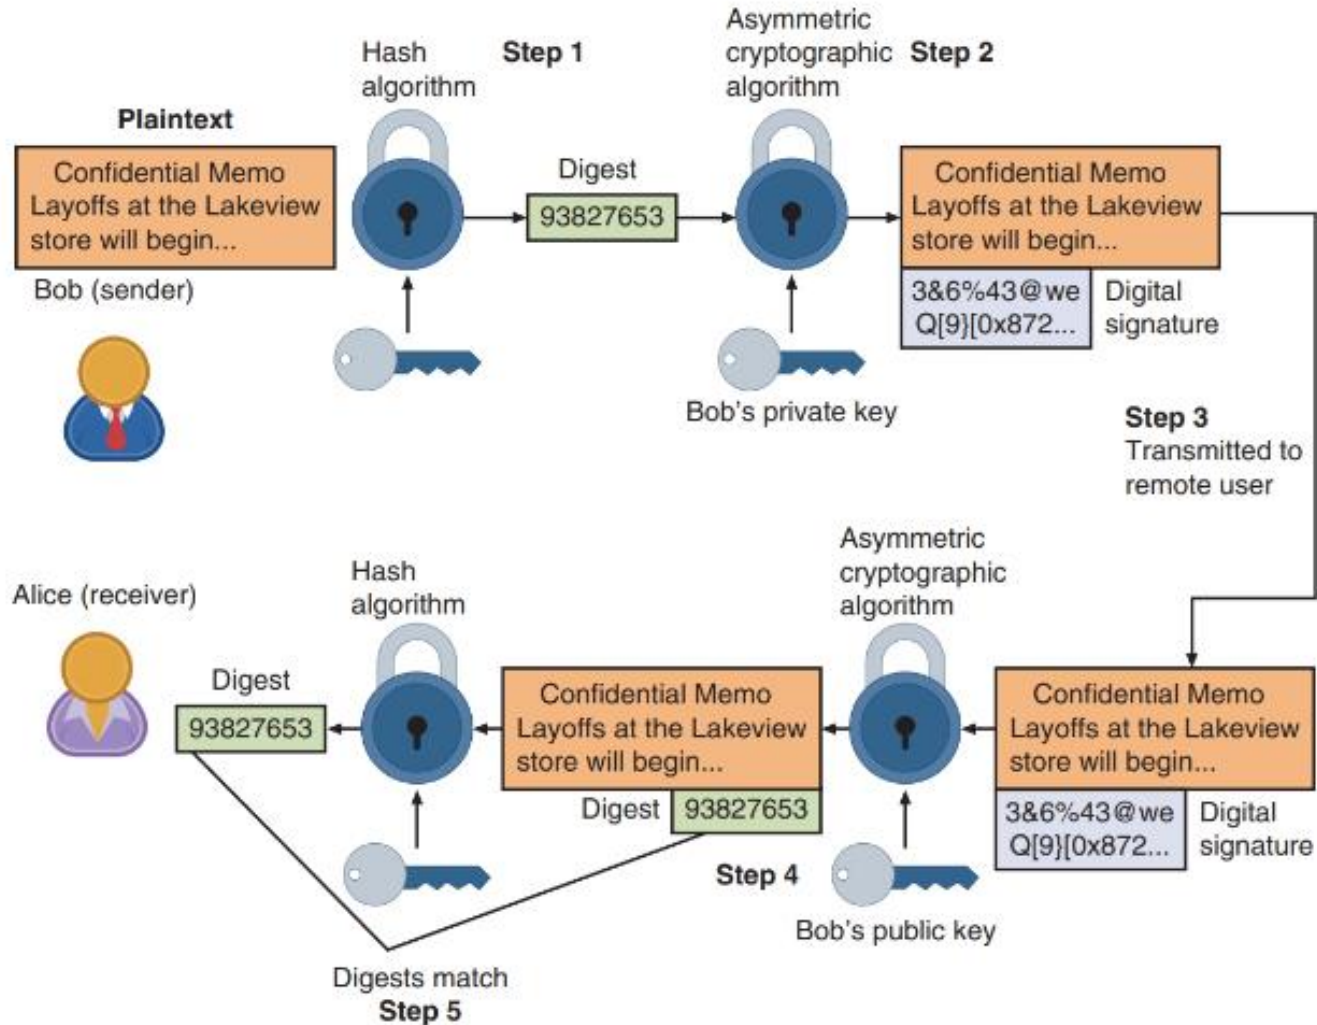 Hash
algorithm
Step 1
Asymmetric
cryptographic
algorithm
Step 2
Plaintext
Confidential Memo
Layoffs at the Lakeview
store will begin...
Digest
93827653
Confidential Memo
Layoffs at the Lakeview
store will begin...
Bob (sender)
3&6%43@we
Q[9}[0x872...
Digital
signature
Bob's private key
Step 3
Transmitted to
remote user
Alice (receiver)
Hash
algorithm
Asymmetric
cryptographic
algorithm
Digest
93827653
Confidential Memo
Layoffs at the Lakeview
store will begin...
Digest
93827653
Confidential Memo
Layoffs at the Lakeview
store will begin...
3&6%43@we
Q[9}[0x872...
Digital
signature
Step 4
Bob's public key
Digests match
Step 5